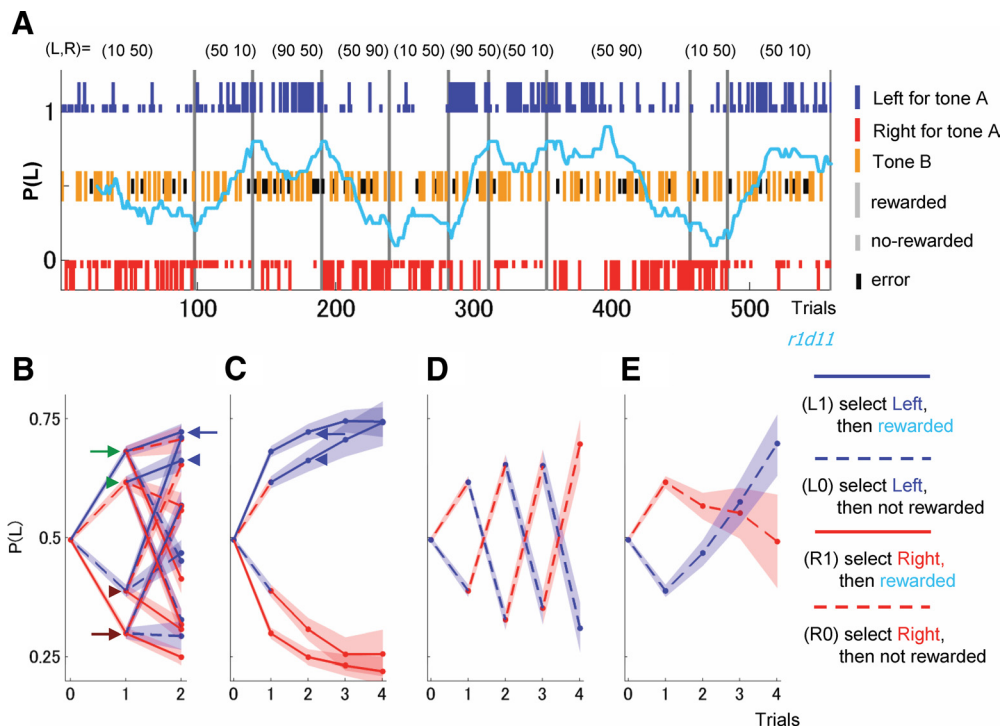 A
(L,R)= (10 50) (50 10) (90 50) (50 90) (10 50) (90 50) (50 10) (50 90) (10 50) (50 10)
1
P(L)
0
100 200 300 400 500 Trials
r1d11
Left for tone A
Right for tone A
Tone B
rewarded
no-rewarded
error
B C D E
P(L)
0.75
0.5
0.25
0 1 2
0 1 2 3 4
0 1 2 3 4
0 1 2 3 4
Trials
(L1) select Left,
then rewarded
(L0) select Left,
then not rewarded
(R1) select Right,
then rewarded
(R0) select Right,
then not rewarded